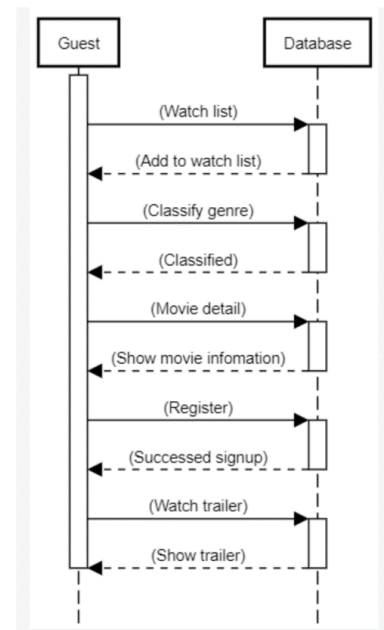 Guest
Database
(Watch list)
(Add to watch list)
(Classify genre)
(Classified)
(Movie detail)
(Show movie infomation)
(Register)
(Successed signup)
(Watch trailer)
(Show trailer)